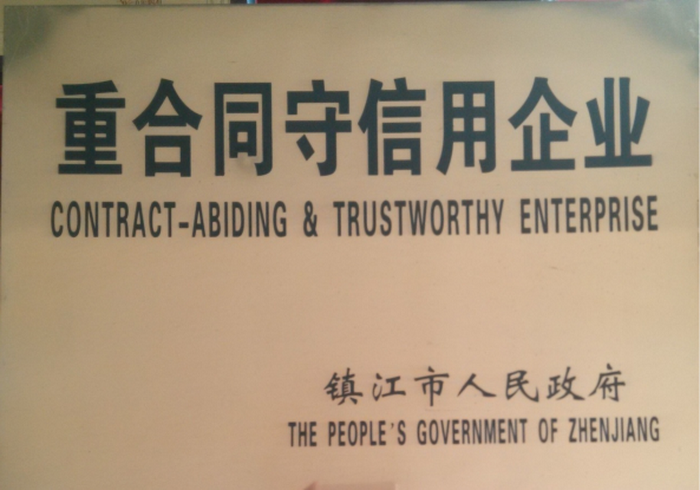 重合同守信用企业
CONTRACT-ABIDING & TRUSTWORTHY ENTERPRISE
镇江市人民政府
THE PEOPLE'S GOVERNMENT OF ZHENJIANG